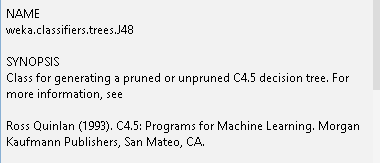 NAME
weka.classifiers.trees.J48
SYNOPSIS
Class for generating a pruned or unpruned C4.5 decision tree. For
more information, see
Ross Quinlan (1993). C4.5: Programs for Machine Learning. Morgan
Kaufmann Publishers, San Mateo, CA.